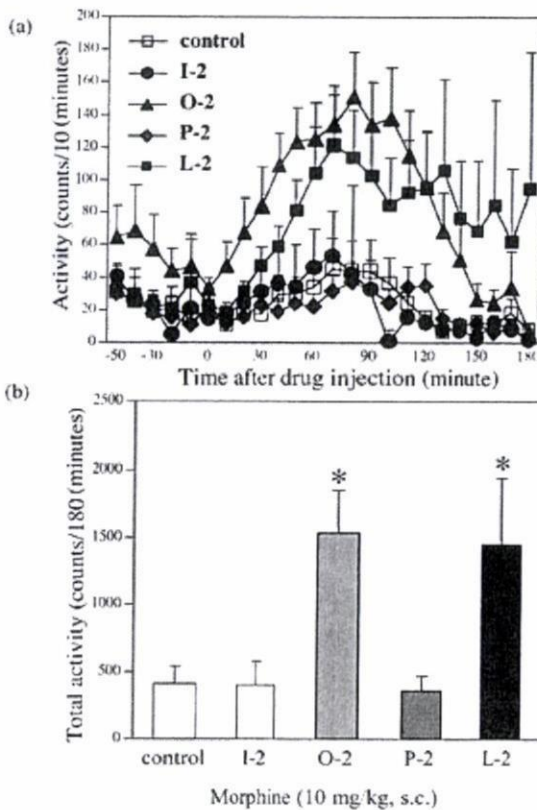 (a)
200
180
160
140
120
100
80
60
40
20
0
Activity (counts/10 (minutes)
control
I-2
O-2
P-2
L-2
-50 -30 0 30 60 90 120 150 180
Time after drug injection (minute)
(b)
2500
2000
1500
1000
500
0
Total activity (counts/180 (minutes)
* *
control I-2 O-2 P-2 L-2
Morphine (10 mg/kg, s.c.)